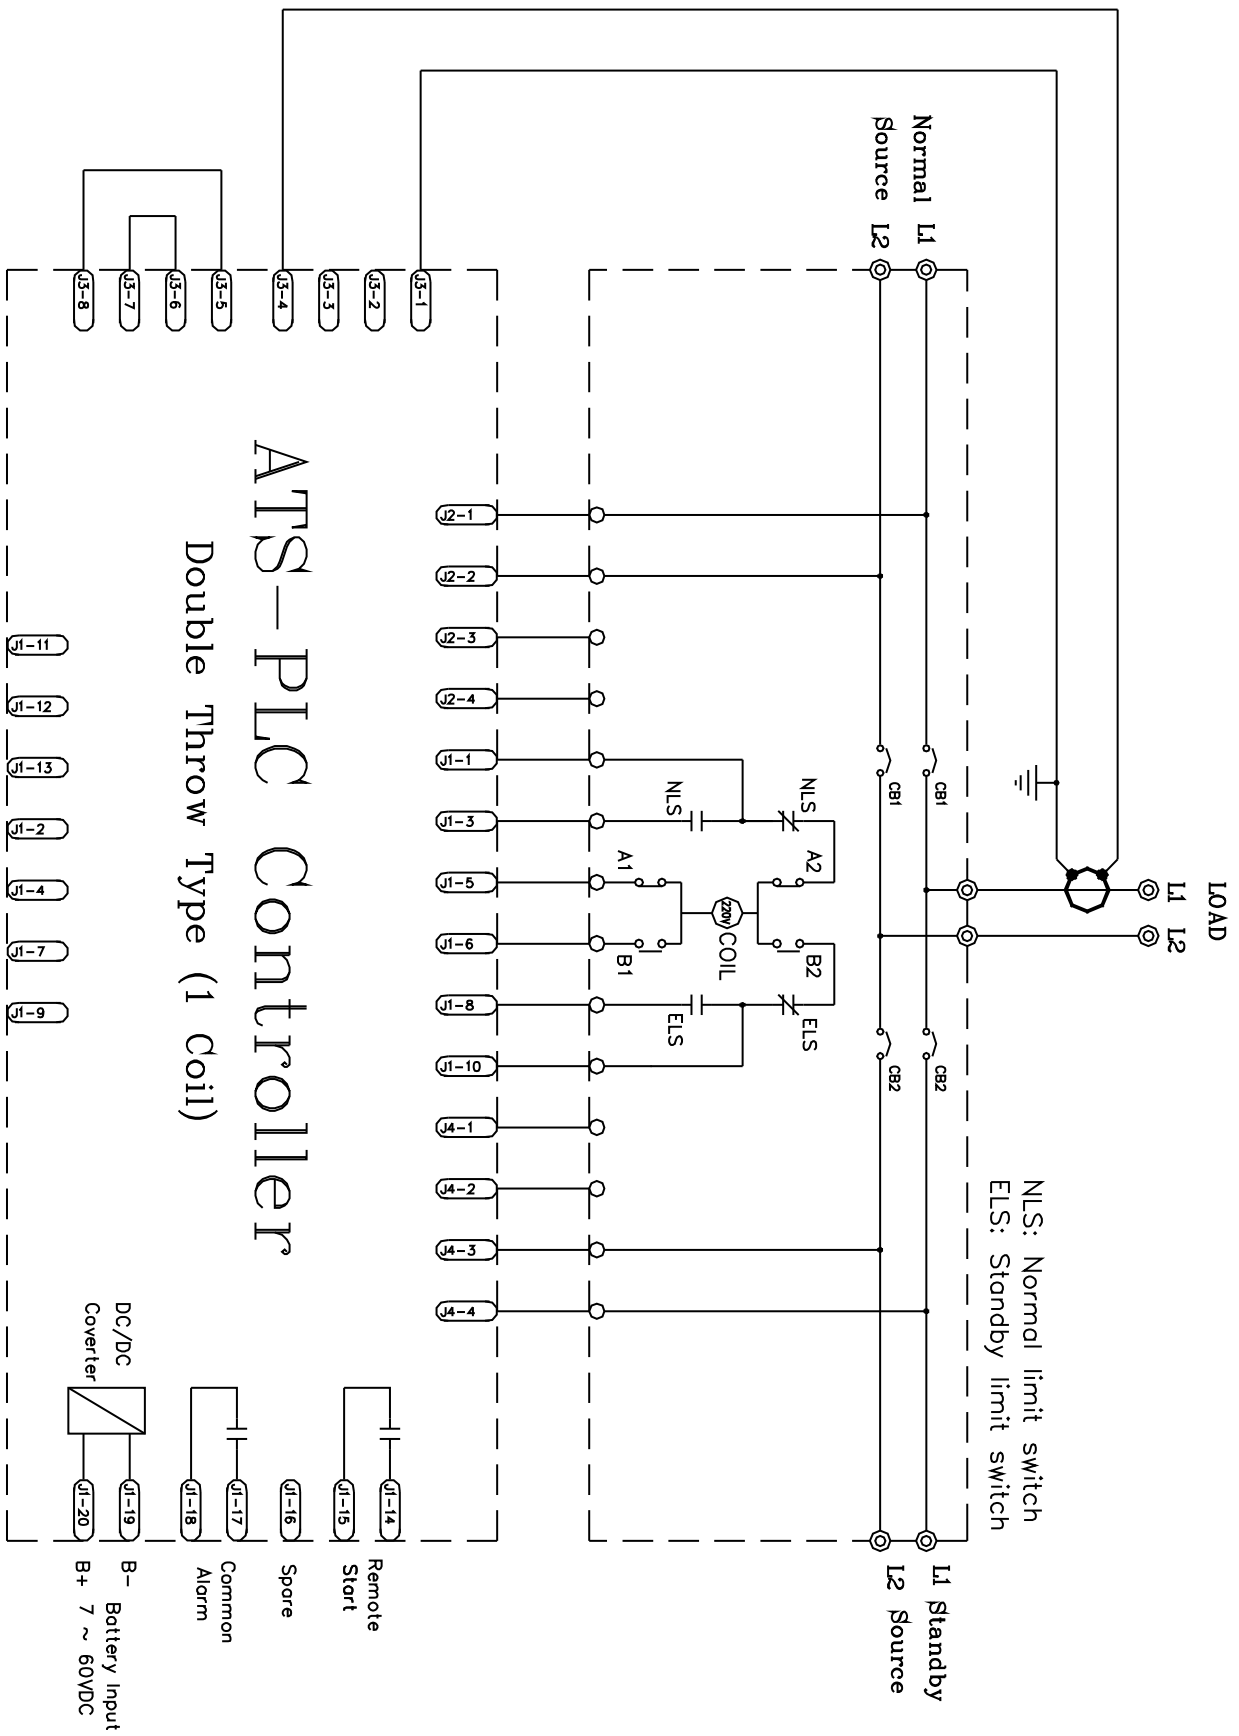 LOAD
L1
L2
Normal L1
Source L2
L1 Standby
L2 Source
NLS: Normal limit switch
ELS: Standby limit switch
CB1
CB1
CB2
CB2
NLS
NLS
A2
A1
220V
COIL
B2
B1
ELS
ELS
J2-1
J2-2
J2-3
J2-4
J1-1
J1-3
J1-5
J1-6
J1-8
J1-10
J4-1
J4-2
J4-3
J4-4
J3-1
J3-2
J3-3
J3-4
J3-5
J3-6
J3-7
J3-8
ATS-PLC Controller
Double Throw Type (1 Coil)
J1-14
J1-15
Remote
Start
J1-16
Spare
J1-17
J1-18
Common
Alarm
DC/DC
Coverter
J1-19
J1-20
B- Battery Input
B+ 7 ~ 60VDC
J1-11
J1-12
J1-13
J1-2
J1-4
J1-7
J1-9